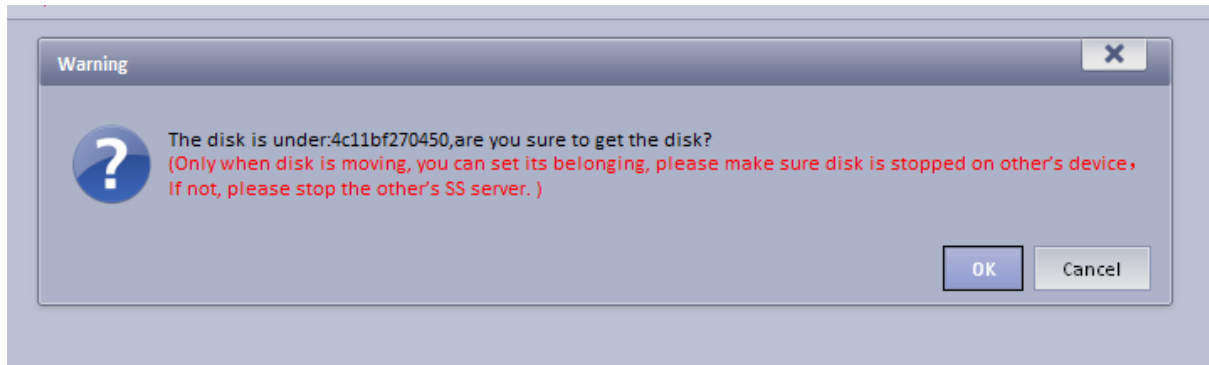 Warning
The disk is under:4c11bf270450,are you sure to get the disk?
(Only when disk is moving, you can set its belonging, please make sure disk is stopped on other's device，
If not, please stop the other's SS server. )
OK
Cancel